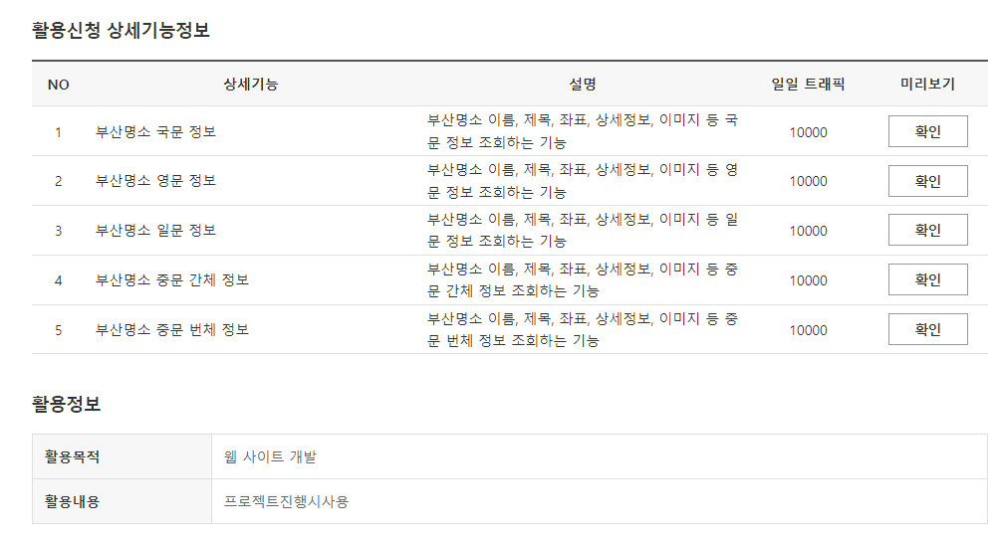 활용신청 상세기능정보
NO 상세기능 설명 일일 트래픽 미리보기
1 부산명소 국문 정보 부산명소 이름, 제목, 좌표, 상세정보, 이미지 등 국 10000 확인
문 정보 조회하는 기능
2 부산명소 영문 정보 부산명소 이름, 제목, 좌표, 상세정보, 이미지 등 영 10000 확인
문 정보 조회하는 기능
3 부산명소 일문 정보 부산명소 이름, 제목, 좌표, 상세정보, 이미지 등 일 10000 확인
문 정보 조회하는 기능
4 부산명소 중문 간체 정보 부산명소 이름, 제목, 좌표, 상세정보, 이미지 등 중 10000 확인
문 간체 정보 조회하는 기능
5 부산명소 중문 번체 정보 부산명소 이름, 제목, 좌표, 상세정보, 이미지 등 중 10000 확인
문 번체 정보 조회하는 기능
활용정보
활용목적 웹 사이트 개발
활용내용 프로젝트진행시사용